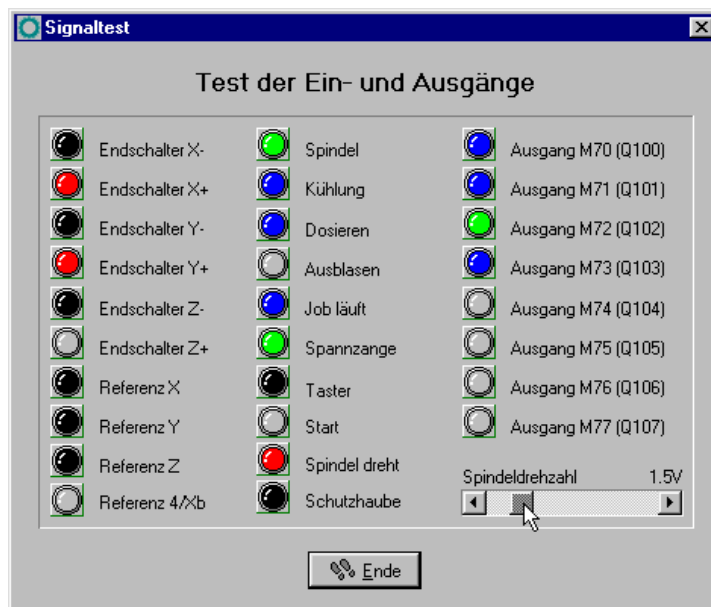 Signaltest
Test der Ein- und Ausgänge
Endschalter X-
Endschalter X+
Endschalter Y-
Endschalter Y+
Endschalter Z-
Endschalter Z+
Referenz X
Referenz Y
Referenz Z
Referenz 4/Xb
Spindel
Kühlung
Dosieren
Ausblasen
Job läuft
Spannzange
Taster
Start
Spindel dreht
Schutzhaube
Ausgang M70 (Q100)
Ausgang M71 (Q101)
Ausgang M72 (Q102)
Ausgang M73 (Q103)
Ausgang M74 (Q104)
Ausgang M75 (Q105)
Ausgang M76 (Q106)
Ausgang M77 (Q107)
Spindeldrehzahl 1.5V
Ende